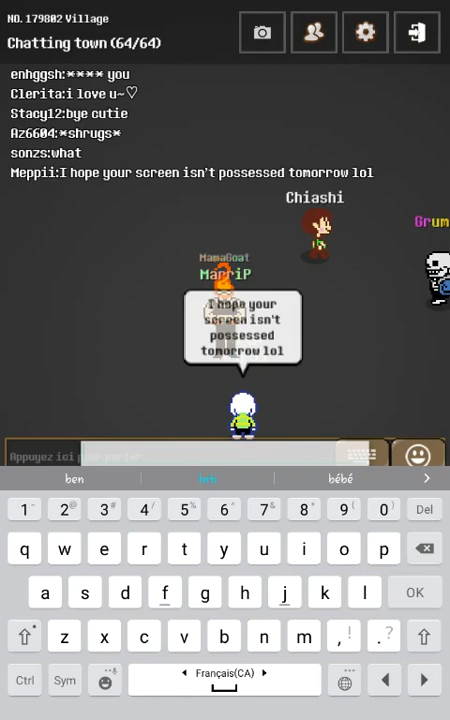 NO. 179802 Village
Chatting town (64/64)
enhggsh:**** you
Clerita:i love u~♡
Stacy12:bye cutie
Az6604:*shrugs*
sonzs:what
Meppii:I hope your screen isn't possessed tomorrow lol
Chiashi
Grum
MamaGoat
MarriP
I hope your
screen isn't
possessed
tomorrow lol
Appuyez ici pour parler
ben bribébé >
1 - 2 @ 3 # 4 / 5 % 6 ^ 7 & 8 * 9 ( 0 ) Del
q w e r t y u i o p
a s d f g h j k l OK
z x c v b n m , ! . ?
Ctrl Sym Français(CA)